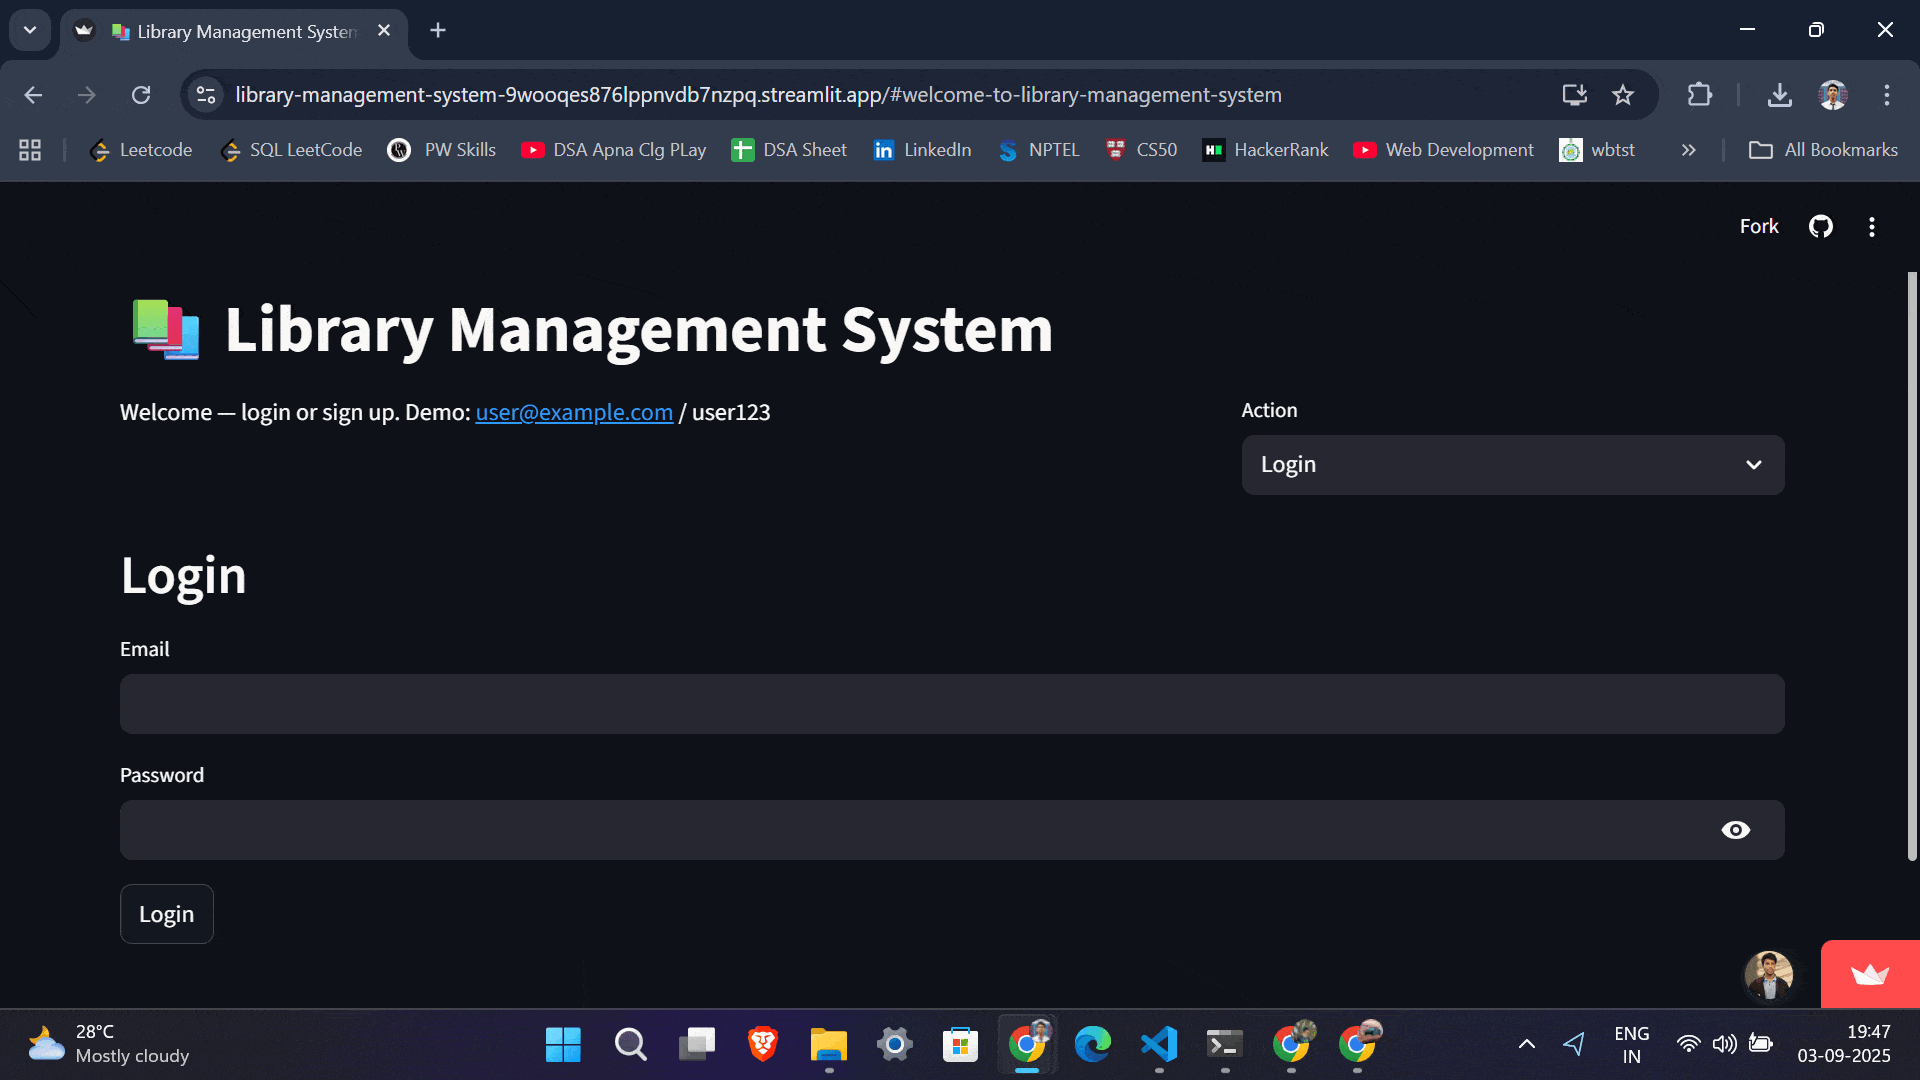 Library Management System
library-management-system-9wooqes876lppnvdb7nzpq.streamlit.app/#welcome-to-library-management-system
Leetcode
SQL LeetCode
PW Skills
DSA Apna Clg PLay
DSA Sheet
LinkedIn
NPTEL
CS50
HackerRank
Web Development
wbtst
All Bookmarks
Fork
Library Management System
Welcome — login or sign up. Demo: user@example.com / user123
Action
Login
Login
Email
Password
Login
28°C
Mostly cloudy
ENG
IN
19:47
03-09-2025